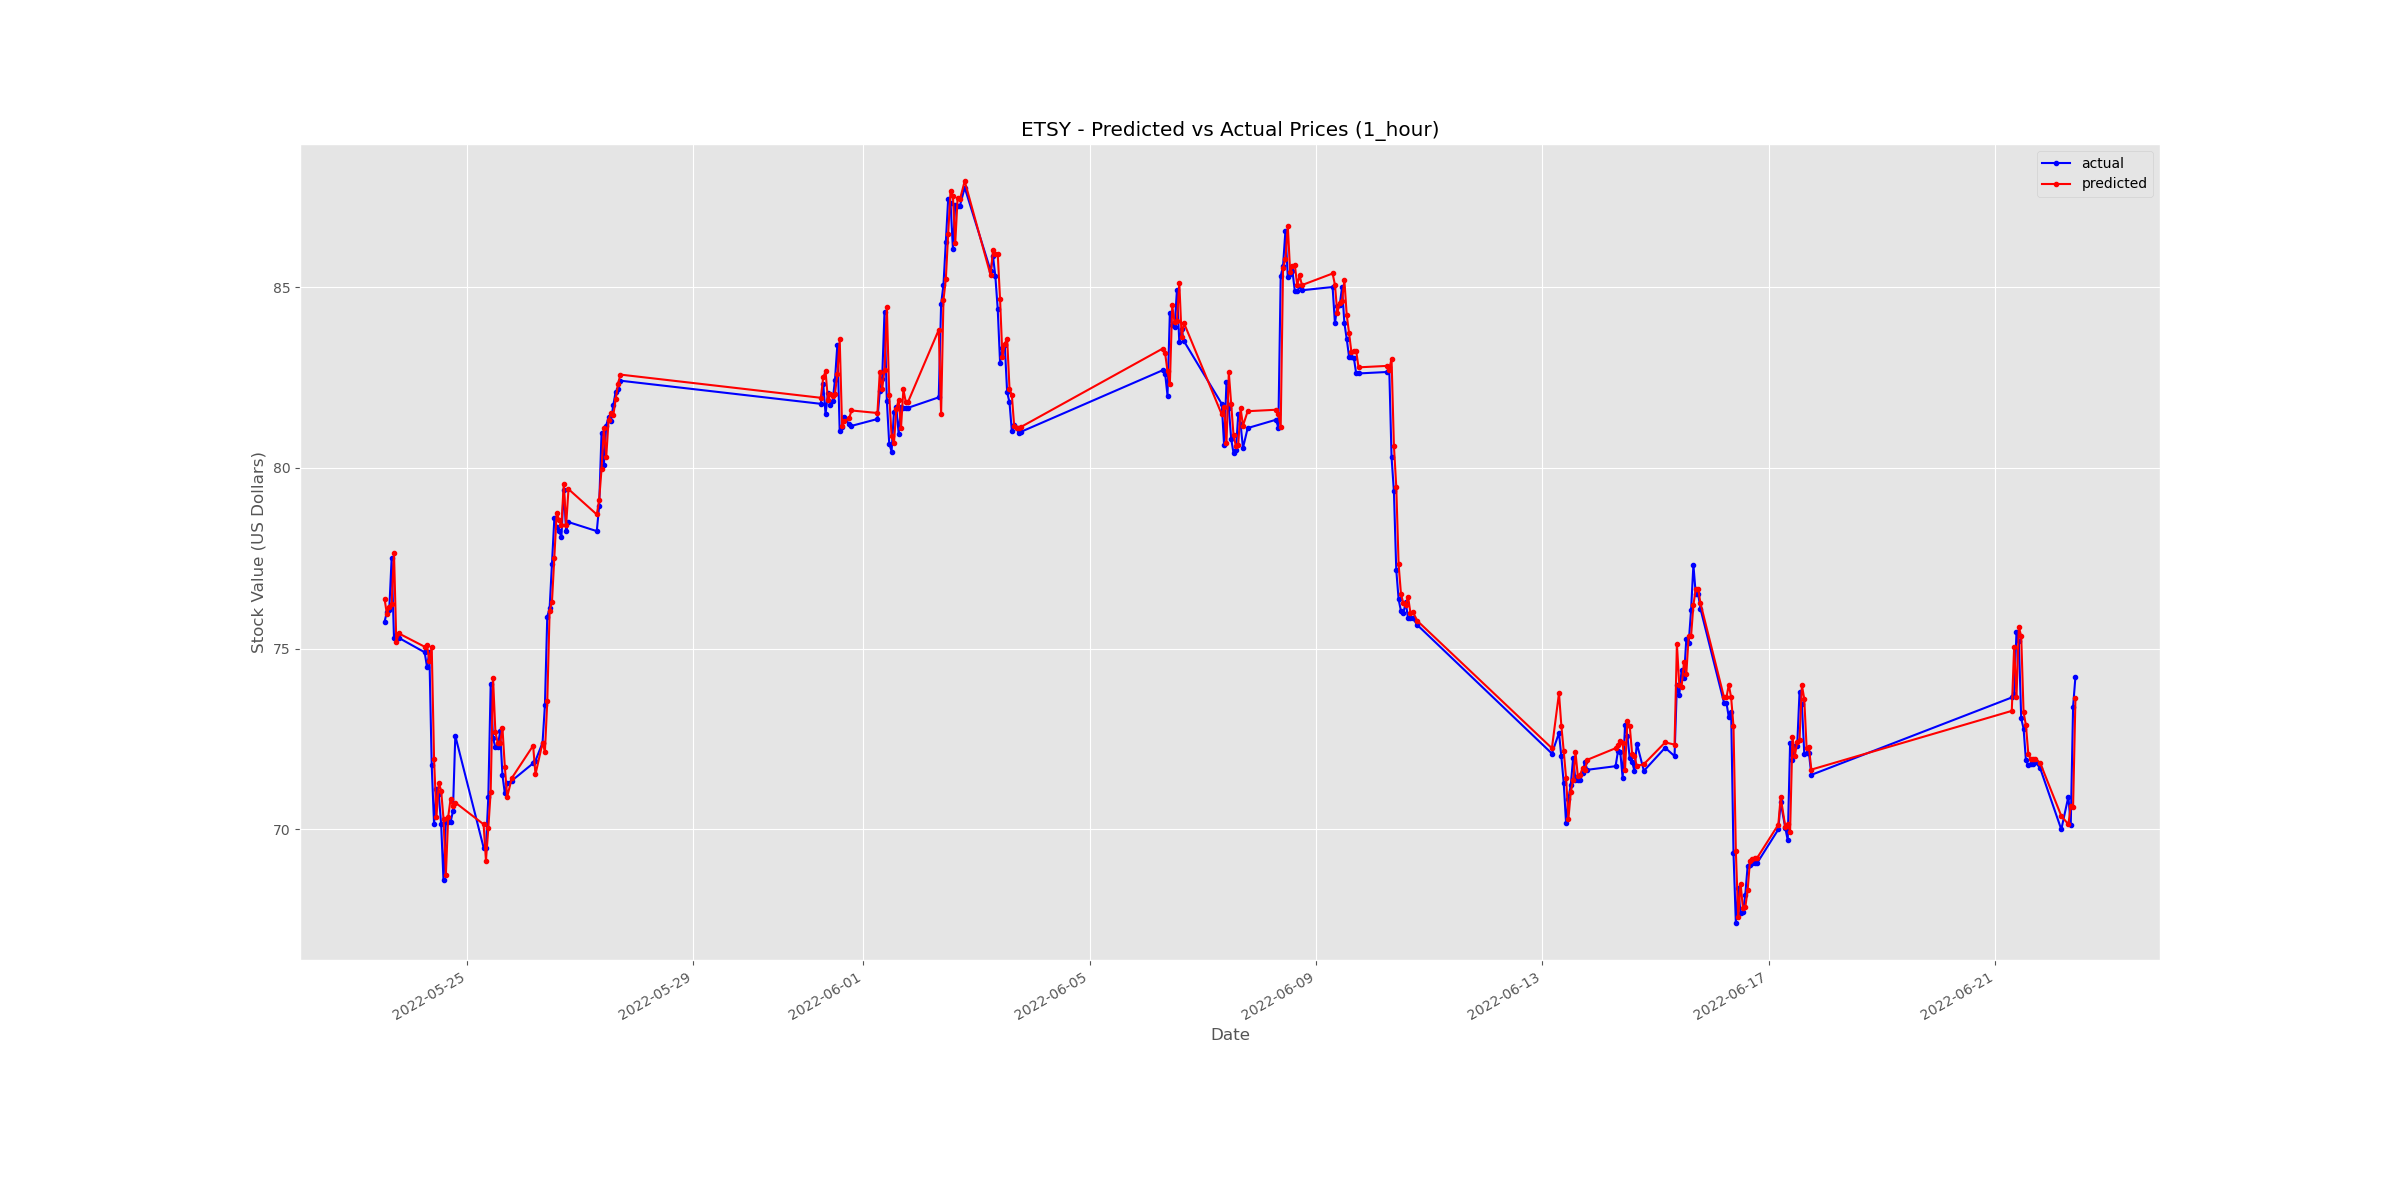 ETSY - Predicted vs Actual Prices (1_hour)
actual
predicted
Stock Value (US Dollars)
85
80
75
70
2022-05-25
2022-05-29
2022-06-01
2022-06-05
2022-06-09
2022-06-13
2022-06-17
2022-06-21
Date